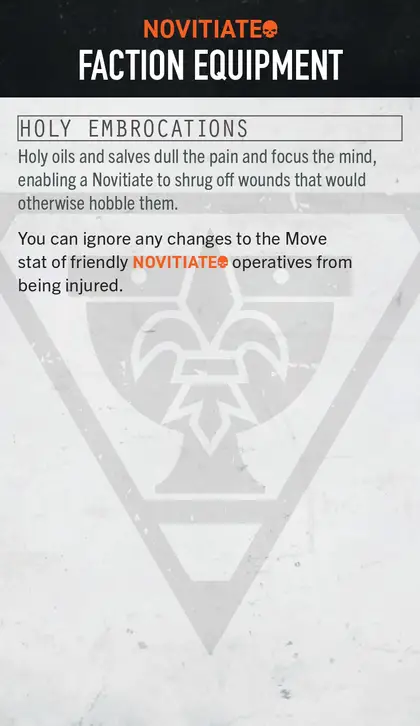 NOVITIATE
FACTION EQUIPMENT
HOLY EMBROCATIONS
Holy oils and salves dull the pain and focus the mind,
enabling a Novitiate to shrug off wounds that would
otherwise hobble them.
You can ignore any changes to the Move
stat of friendly NOVITIATE operatives from
being injured.